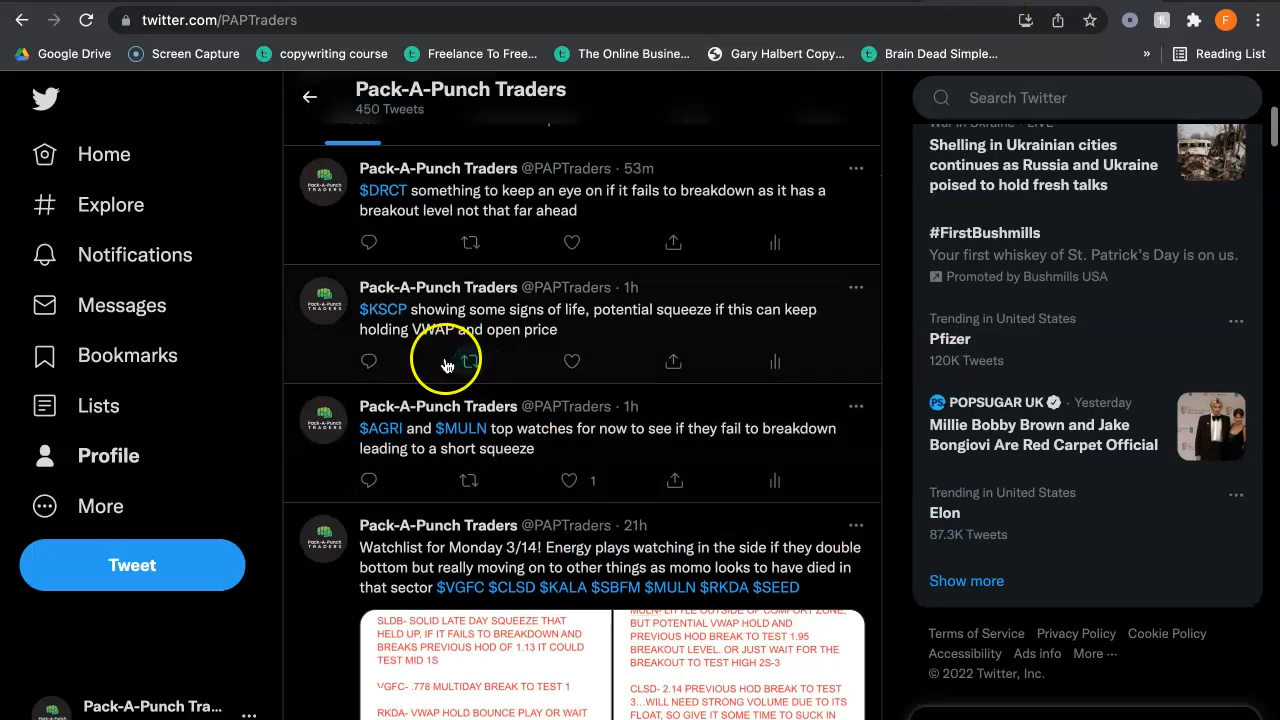 twitter.com/PAPTraders
F
Google Drive
Screen Capture
copywriting course
Freelance To Free...
The Online Busine...
Gary Halbert Copy...
Brain Dead Simple...
»
Reading List
Home
Explore
Notifications
Messages
Bookmarks
Lists
Profile
More
Tweet
Pack-A-Punch Tra...
Pack-A-Punch Traders
450 Tweets
Pack-A-Punch Traders @PAPTraders · 53m
$DRCT something to keep an eye on if it fails to breakdown as it has a
breakout level not that far ahead
Pack-A-Punch Traders @PAPTraders · 1h
$KSCP showing some signs of life, potential squeeze if this can keep
holding VWAP and open price
Pack-A-Punch Traders @PAPTraders · 1h
$AGRI and $MULN top watches for now to see if they fail to breakdown
leading to a short squeeze
1
Pack-A-Punch Traders @PAPTraders · 21h
Watchlist for Monday 3/14! Energy plays watching in the side if they double
bottom but really moving on to other things as momo looks to have died in
that sector $VGFC $CLSD $KALA $SBFM $MULN $RKDA $SEED
SLDB- SOLID LATE DAY SQUEEZE THAT
HELD UP, IF IT FAILS TO BREAKDOWN AND
BREAKS PREVIOUS HOD OF 1.13 IT COULD
TEST MID 1S
VGFC- .778 MULTIDAY BREAK TO TEST 1
RKDA- VWAP HOLD BOUNCE PLAY OR WAIT
MULN- LITTLE OUTSIDE OF COMFORT ZONE,
BUT POTENTIAL VWAP HOLD AND
PREVIOUS HOD BREAK TO TEST 1.95
BREAKOUT LEVEL. OR JUST WAIT FOR THE
BREAKOUT TO TEST HIGH 2S-3
CLSD- 2.14 PREVIOUS HOD BREAK TO TEST
3...WILL NEED STRONG VOLUME DUE TO ITS
FLOAT, SO GIVE IT SOME TIME TO SUCK IN
Search Twitter
War in Ukraine · LIVE
Shelling in Ukrainian cities
continues as Russia and Ukraine
poised to hold fresh talks
#FirstBushmills
Your first whiskey of St. Patrick's Day is on us.
Promoted by Bushmills USA
Trending in United States
Pfizer
120K Tweets
POPSUGAR UK · Yesterday
Millie Bobby Brown and Jake
Bongiovi Are Red Carpet Official
Trending in United States
Elon
87.3K Tweets
Show more
Terms of Service Privacy Policy Cookie Policy
Accessibility Ads info More ···
© 2022 Twitter, Inc.